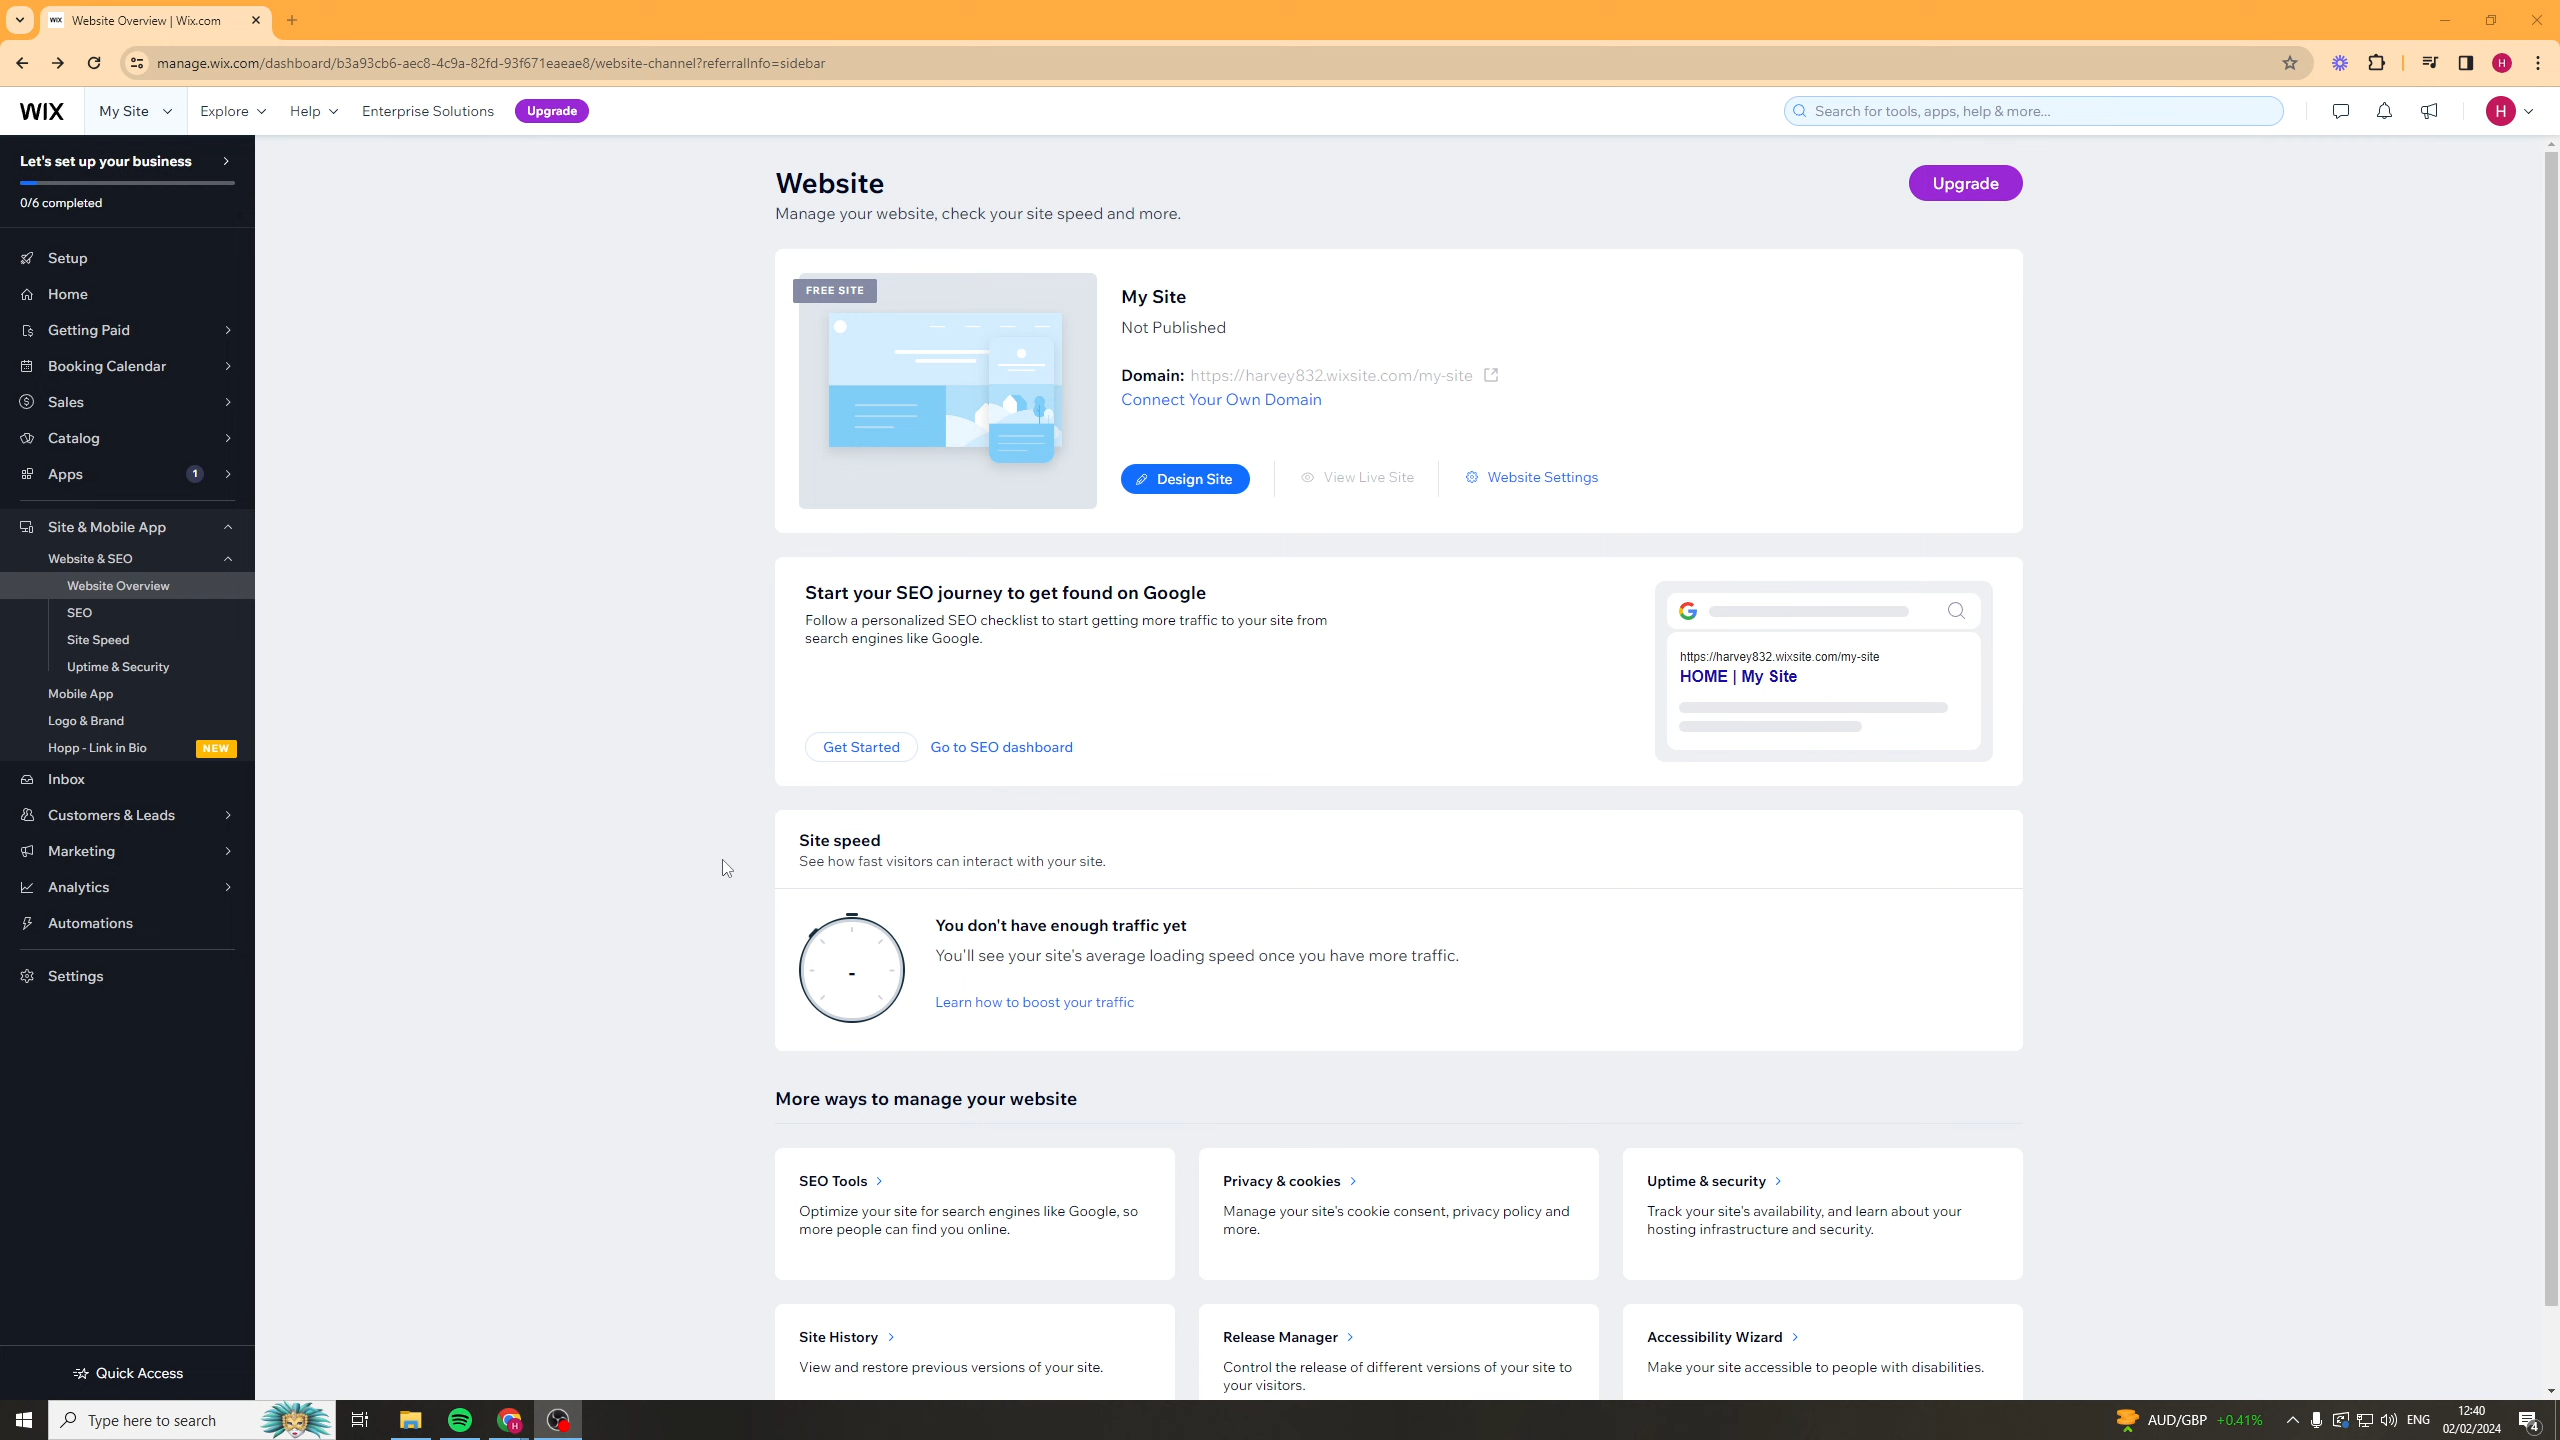 WIX Website Overview | Wix.com
manage.wix.com/dashboard/b3a93cb6-aec8-4c9a-82fd-93f671eaeae8/website-channel?referralInfo=sidebar
H
WIX My Site Explore Help Enterprise Solutions Upgrade
Search for tools, apps, help & more...
H
Let's set up your business
0/6 completed
Setup
Home
Getting Paid
Booking Calendar
Sales
Catalog
Apps 1
Site & Mobile App
Website & SEO
Website Overview
SEO
Site Speed
Uptime & Security
Mobile App
Logo & Brand
Hopp - Link in Bio NEW
Inbox
Customers & Leads
Marketing
Analytics
Automations
Settings
Quick Access
Website
Manage your website, check your site speed and more.
Upgrade
FREE SITE
My Site
Not Published
Domain: https://harvey832.wixsite.com/my-site
Connect Your Own Domain
Design Site View Live Site Website Settings
Start your SEO journey to get found on Google
Follow a personalized SEO checklist to start getting more traffic to your site from
search engines like Google.
Get Started Go to SEO dashboard
G
https://harvey832.wixsite.com/my-site
HOME | My Site
Site speed
See how fast visitors can interact with your site.
-
You don't have enough traffic yet
You'll see your site's average loading speed once you have more traffic.
Learn how to boost your traffic
More ways to manage your website
SEO Tools
Optimize your site for search engines like Google, so
more people can find you online.
Privacy & cookies
Manage your site's cookie consent, privacy policy and
more.
Uptime & security
Track your site's availability, and learn about your
hosting infrastructure and security.
Site History
View and restore previous versions of your site.
Release Manager
Control the release of different versions of your site to
your visitors.
Accessibility Wizard
Make your site accessible to people with disabilities.
Type here to search
H
AUD/GBP +0.41%
ENG
12:40
02/02/2024
4